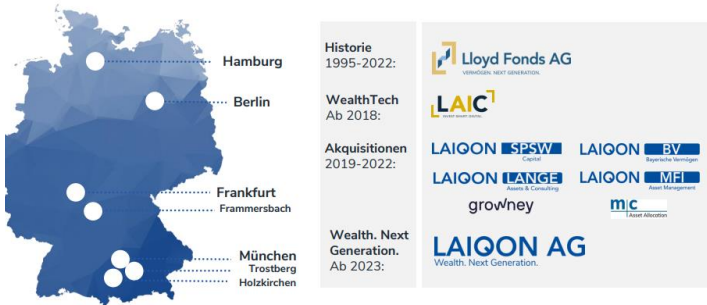 Hamburg
Berlin
Frankfurt
Frammersbach
München
Trostberg
Holzkirchen
Historie
1995-2022:
Lloyd Fonds AG
VERMÖGEN. NEXT GENERATION.
WealthTech
Ab 2018:
LAIC
Akquisitionen
2019-2022:
LAIQON SPSW
Capital
LAIQON BV
Bayerische Vermögen
LAIQON LANGE
Assets & Consulting
LAIQON MFI
Asset Management
growney
m|c
Asset Allocation
Wealth. Next
Generation.
Ab 2023:
LAIQON AG
Wealth. Next Generation.